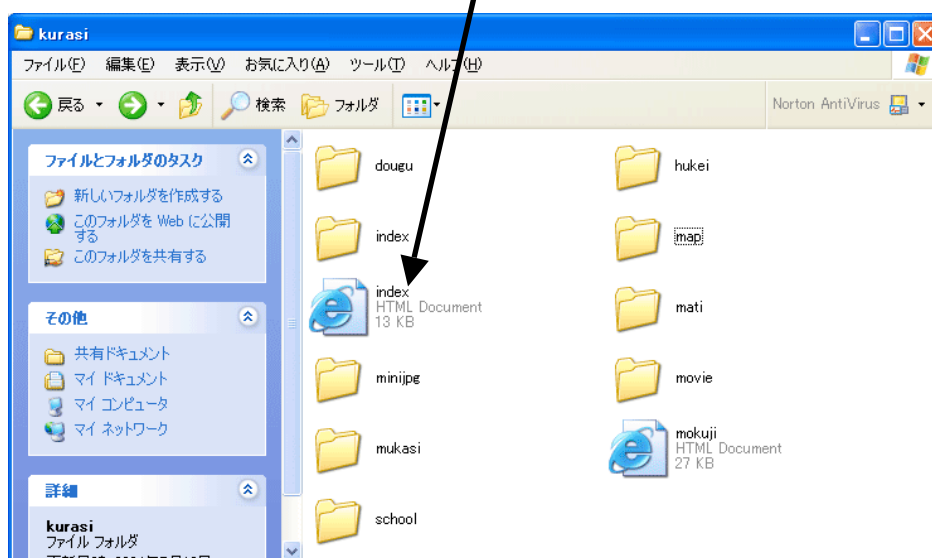 kurasi
ファイル(F) 編集(E) 表示(V) お気に入り(A) ツール(T) ヘルプ(H)
戻る 検索 フォルダ Norton AntiVirus
ファイルとフォルダのタスク
新しいフォルダを作成する
このフォルダを Web に公開
する
このフォルダを共有する
その他
共有ドキュメント
マイ ドキュメント
マイ コンピュータ
マイ ネットワーク
詳細
kurasi
ファイル フォルダ
dougu
hukei
index
map
index
HTML Document
13 KB
mati
minijpg
movie
mukasi
mokuji
HTML Document
27 KB
school